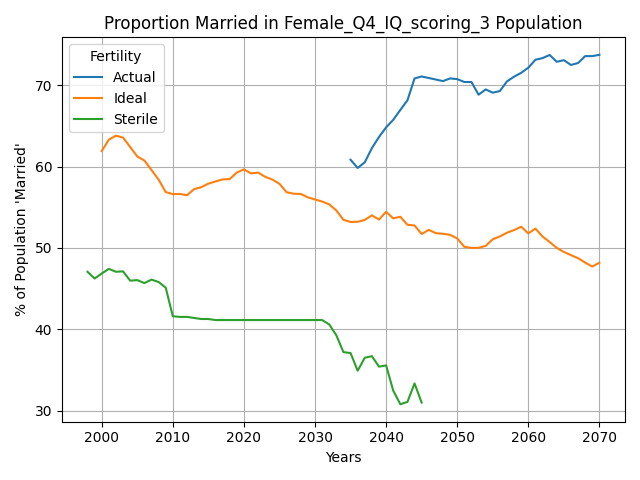 Proportion Married in Female_Q4_IQ_scoring_3 Population
Fertility
Actual
Ideal
Sterile
% of Population 'Married'
70
60
50
40
30
2000 2010 2020 2030 2040 2050 2060 2070
Years